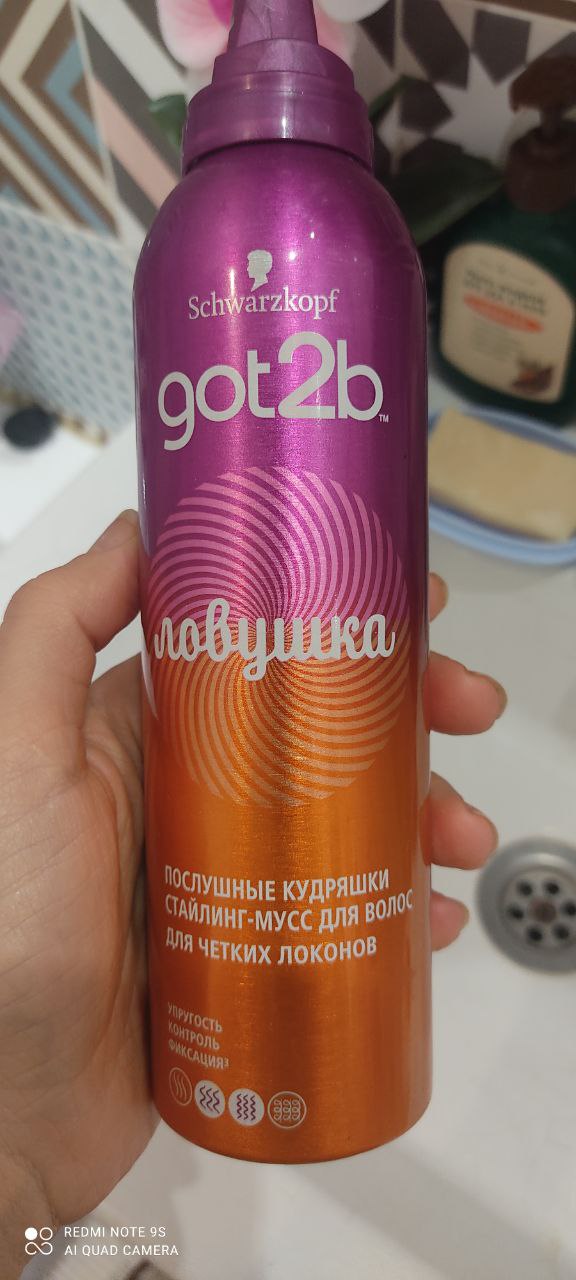 Schwarzkopf
got2b™
ловушка
ПОСЛУШНЫЕ КУДРЯШКИ
СТАЙЛИНГ-МУСС ДЛЯ ВОЛОС
ДЛЯ ЧЕТКИХ ЛОКОНОВ
УПРУГОСТЬ
КОНТРОЛЬ
ФИКСАЦИЯ³
REDMI NOTE 9S
AI QUAD CAMERA